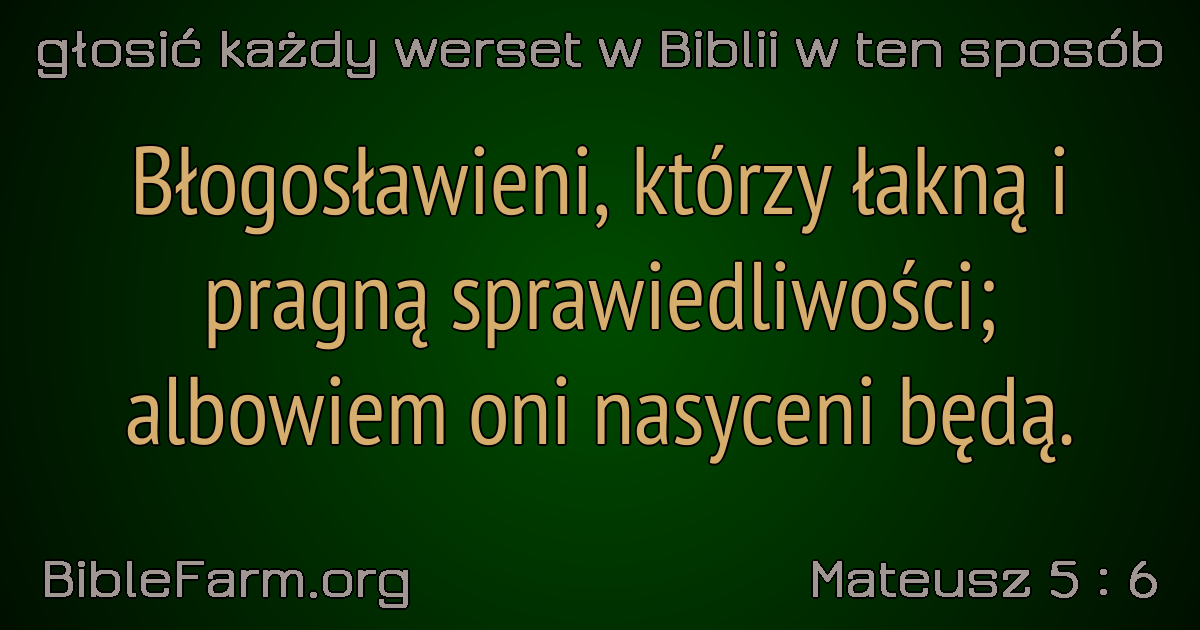 głosić każdy werset w Biblii w ten sposób
Błogosławieni, którzy łakną i
pragną sprawiedliwości;
albowiem oni nasyceni będą.
BibleFarm.org
Mateusz 5 : 6